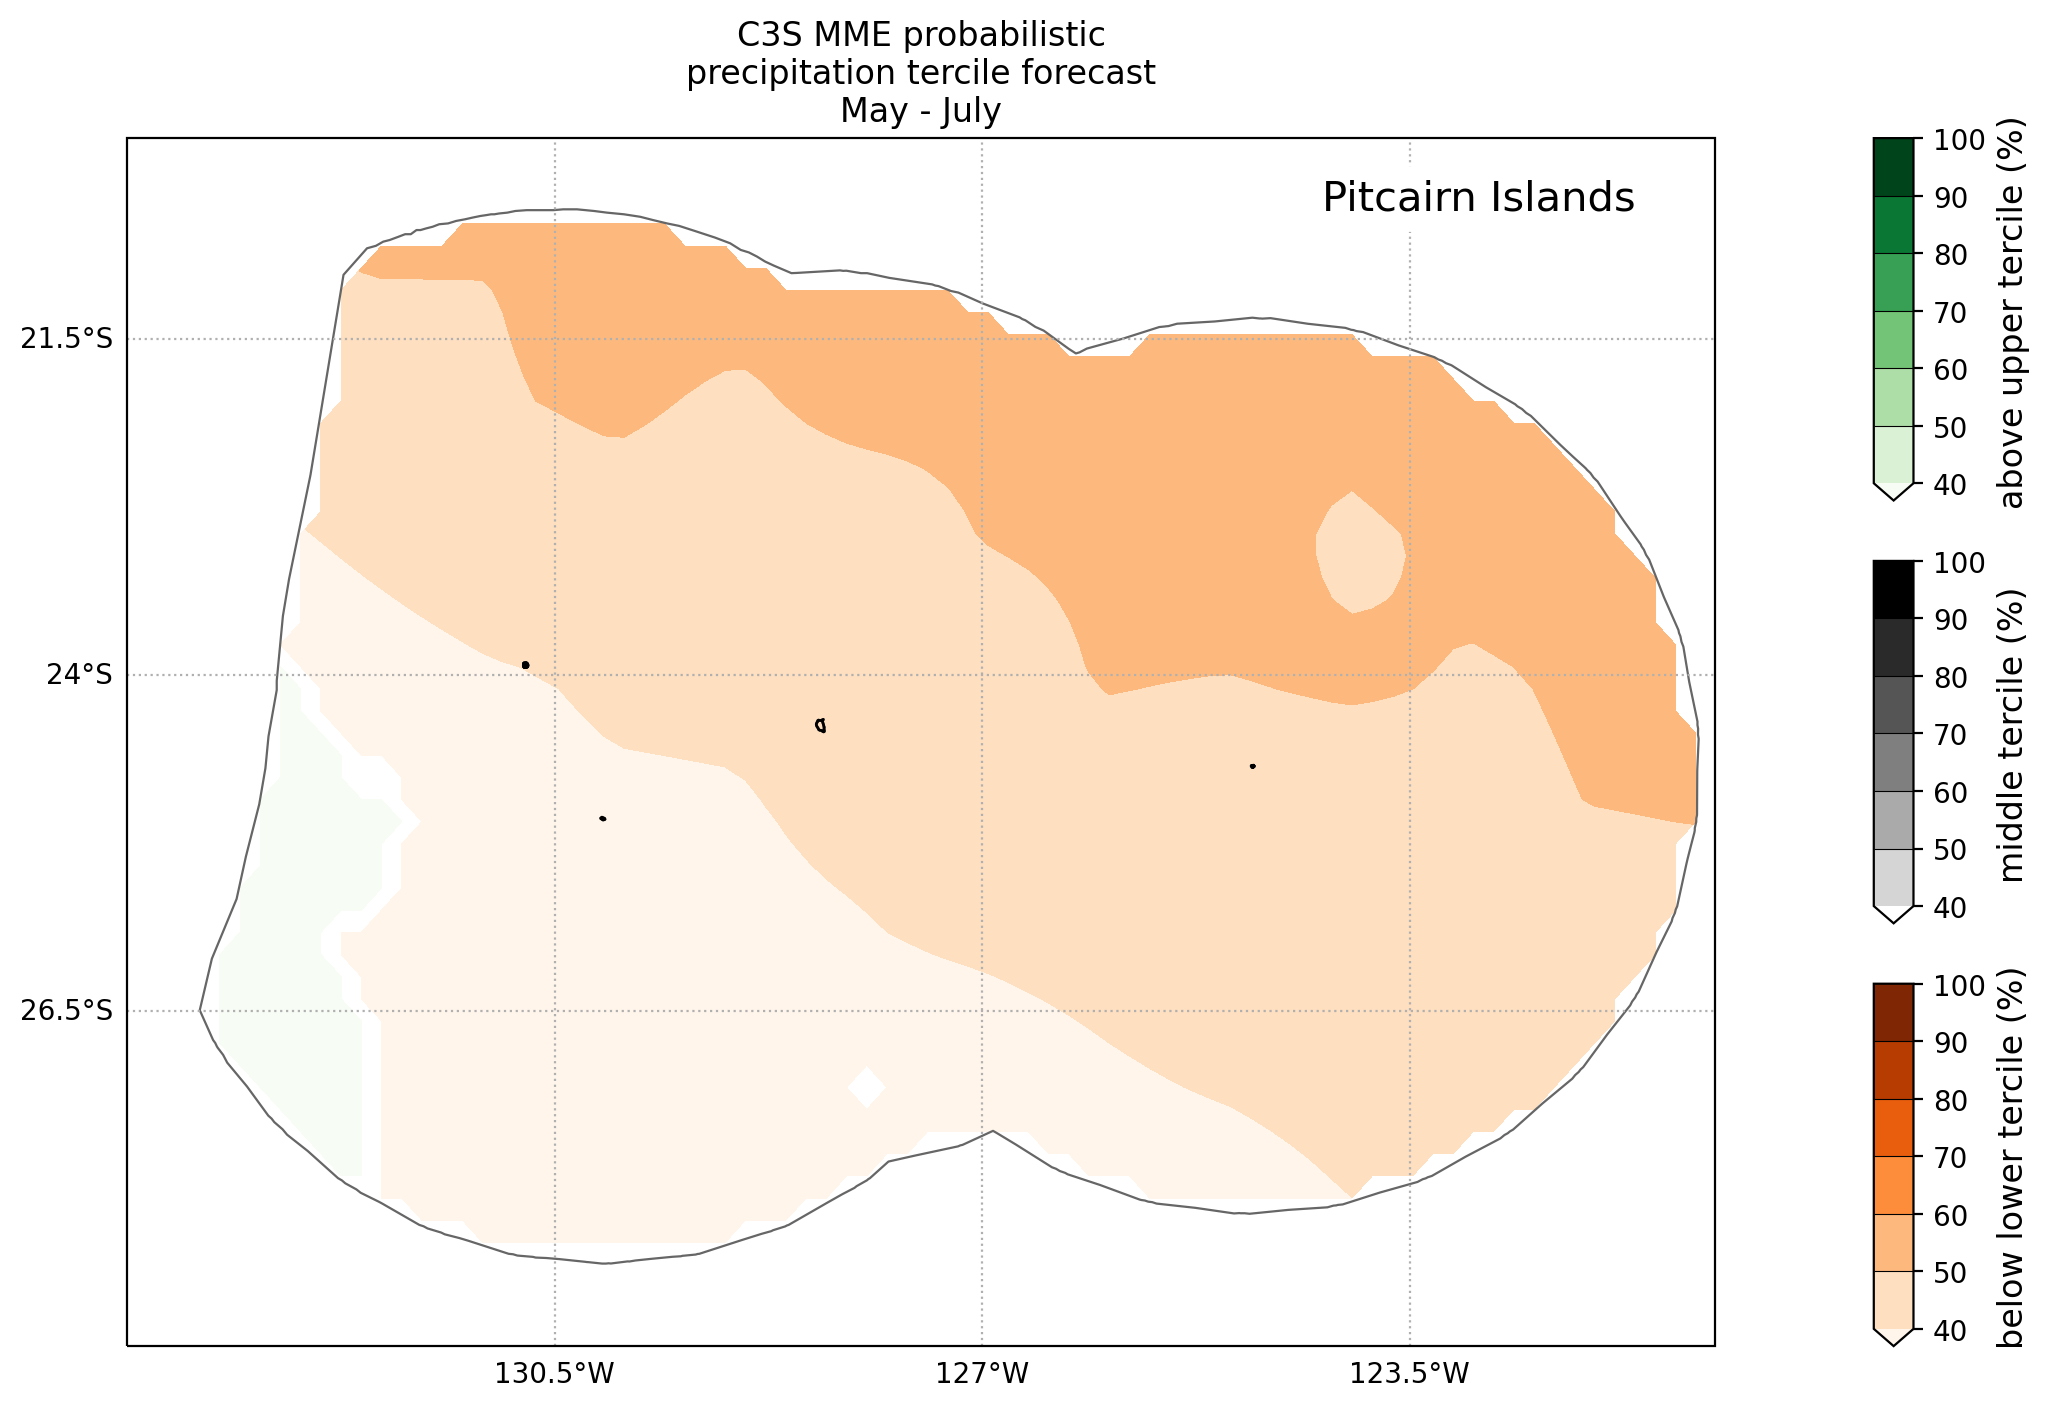 C3S MME probabilistic
precipitation tercile forecast
May - July
Pitcairn Islands
21.5°S
24°S
26.5°S
130.5°W
127°W
123.5°W
100
90
80
70
60
50
40
above upper tercile (%)
100
90
80
70
60
50
40
middle tercile (%)
100
90
80
70
60
50
40
below lower tercile (%)